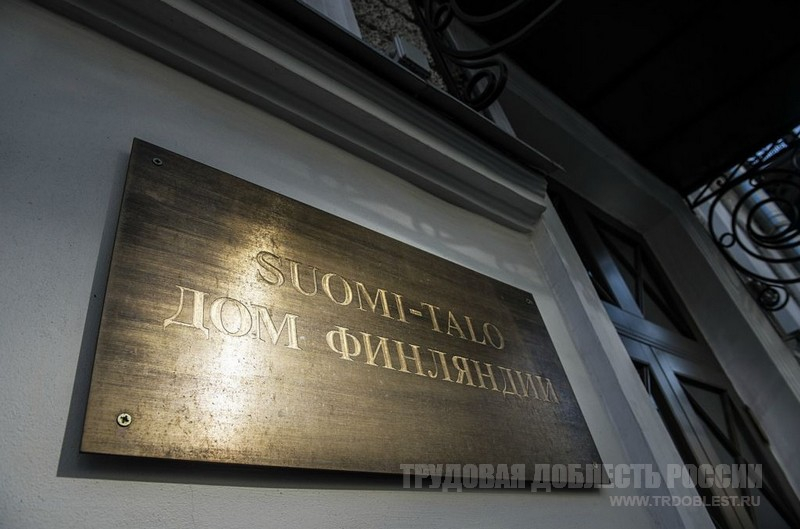 SUOMI-TALO
ДОМ ФИНЛЯНДИИ
ТРУДОВАЯ ДОБЛЕСТЬ РОССИИ
WWW.TRDOBLEST.RU